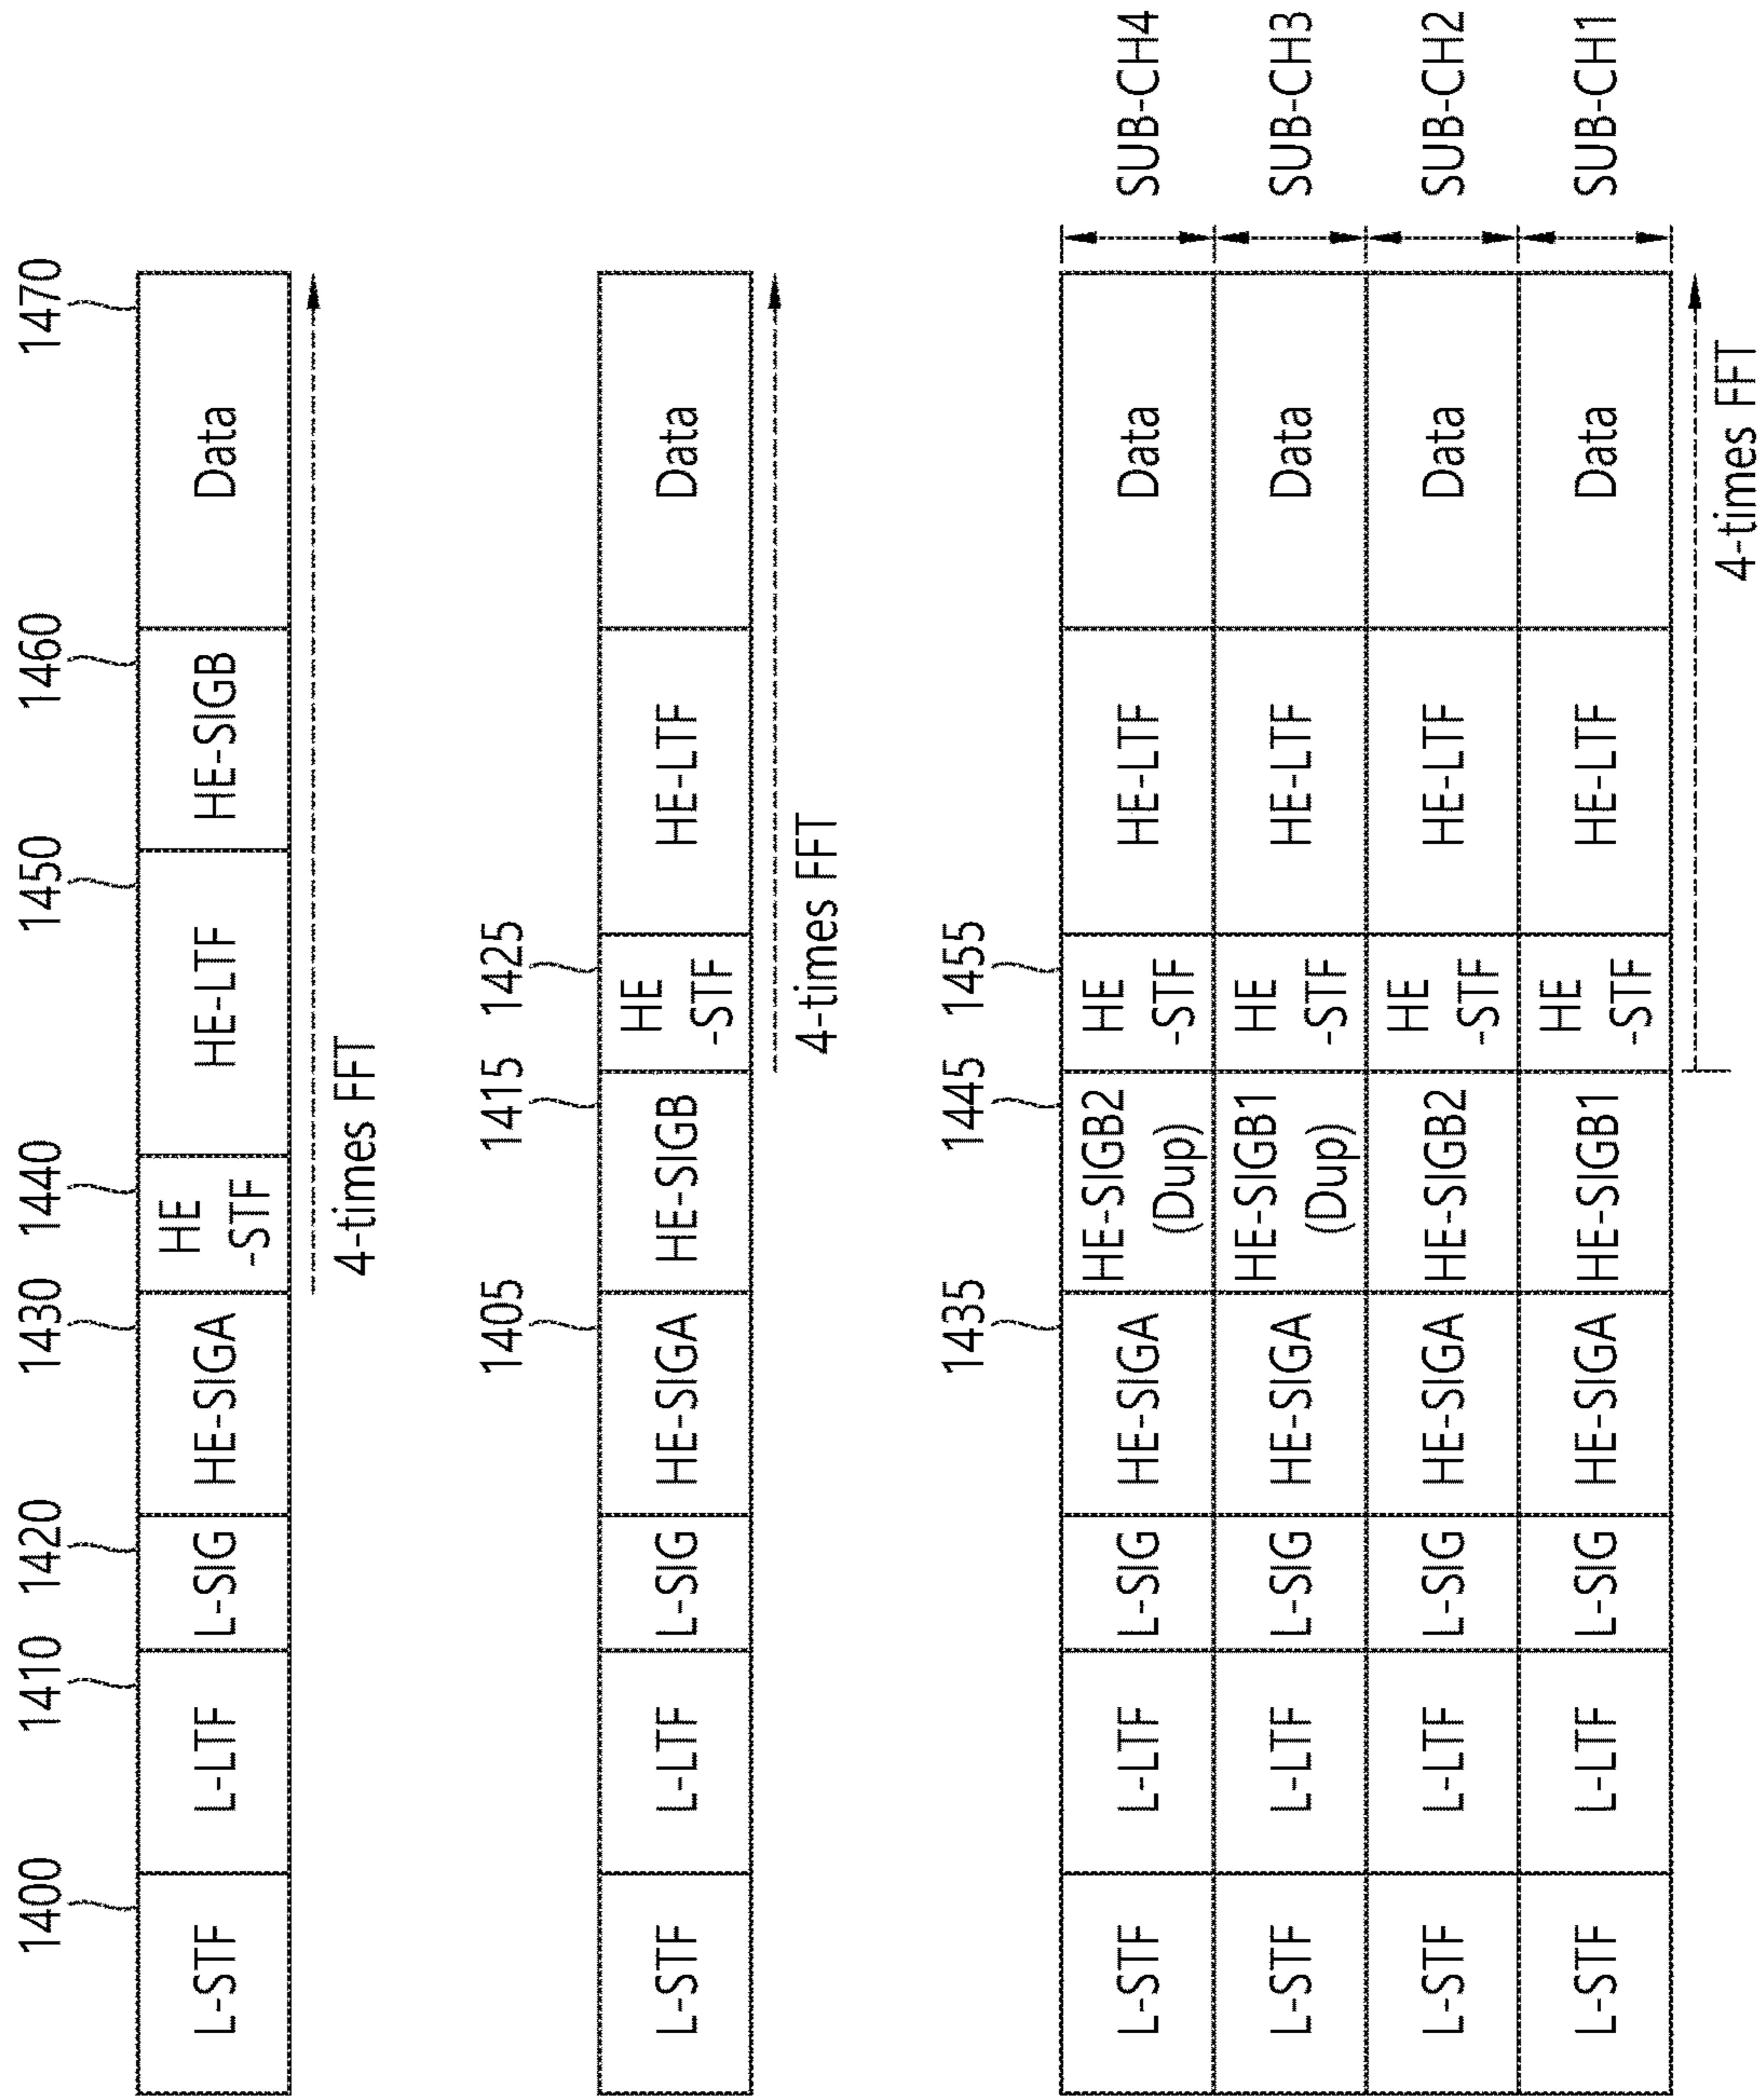 1400 1410 1420 1430 1440 1450 1460 1470
L-STF L-LTF L-SIG HE-SIGA HE HE-LTF HE-SIGB Data
-STF
4-times FFT
1405 1415 1425
L-STF L-LTF L-SIG HE-SIGA HE-SIGB HE HE-LTF Data
-STF
4-times FFT
1435 1445 1455
L-STF L-LTF L-SIG HE-SIGA HE-SIGB2 HE HE-LTF Data SUB-CH4
(Dup) -STF
L-STF L-LTF L-SIG HE-SIGA HE-SIGB1 HE HE-LTF Data SUB-CH3
(Dup) -STF
L-STF L-LTF L-SIG HE-SIGA HE-SIGB2 HE HE-LTF Data SUB-CH2
-STF
L-STF L-LTF L-SIG HE-SIGA HE-SIGB1 HE HE-LTF Data SUB-CH1
-STF
4-times FFT